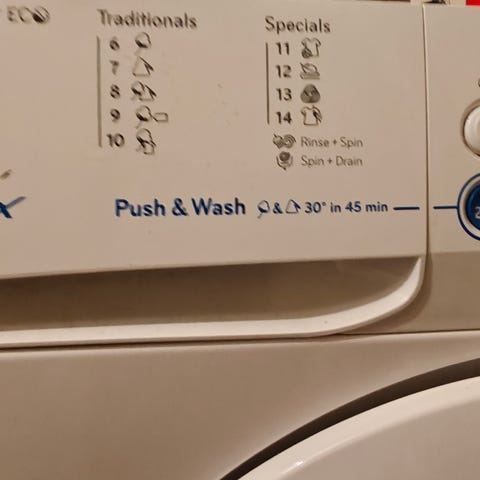 ECO
Traditionals
6
7
8
9
10
Specials
11
12
13
14
Rinse + Spin
Spin + Drain
Push & Wash & 30° in 45 min